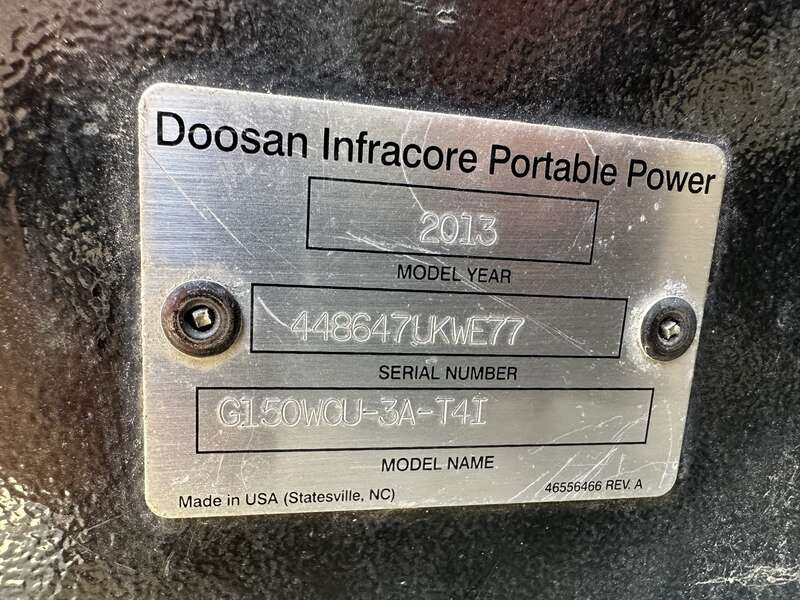 Doosan Infracore Portable Power
2013
MODEL YEAR
448647UKWE77
SERIAL NUMBER
G150WCU-3A-T4I
MODEL NAME
Made in USA (Statesville, NC)
46556466 REV. A